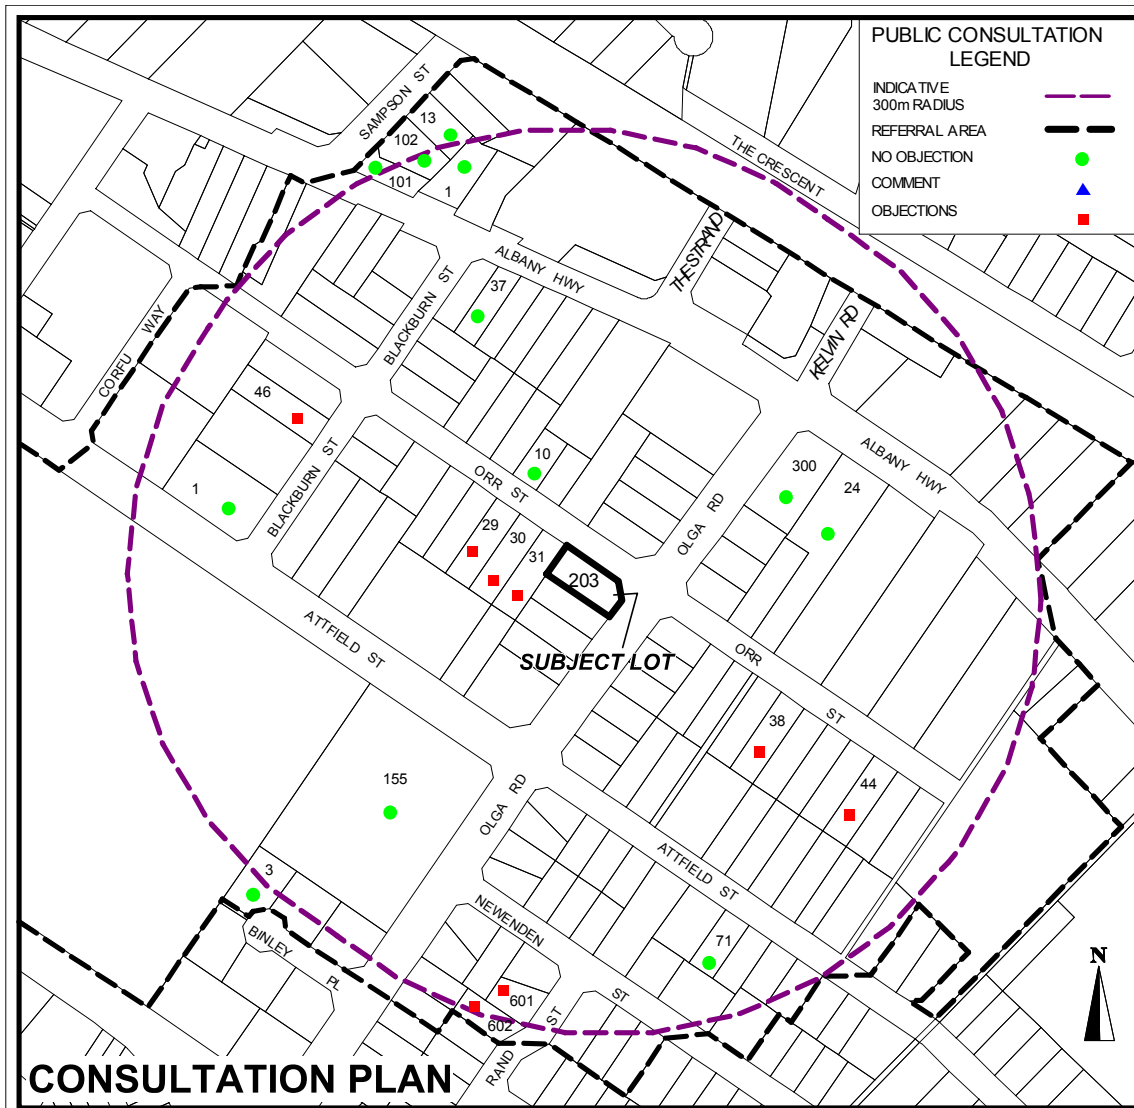 PUBLIC CONSULTATION
LEGEND
INDICATIVE
300m RADIUS
REFERRAL AREA
NO OBJECTION
COMMENT
OBJECTIONS
SAMPSON ST
13
102
101
1
THE CRESCENT
THE STRAND
ALBANY HWY
BLACKBURN ST
37
KELVIN RD
CORFU WAY
46
BLACKBURN ST
1
ORR ST
10
OLGA RD
300
24
ALBANY HWY
29
30
31
203
SUBJECT LOT
ATTFIELD ST
ORR ST
38
44
155
OLGA RD
ATTFIELD ST
3
BINLEY PL
NEWENDEN ST
71
601
602
RAND ST
N
CONSULTATION PLAN